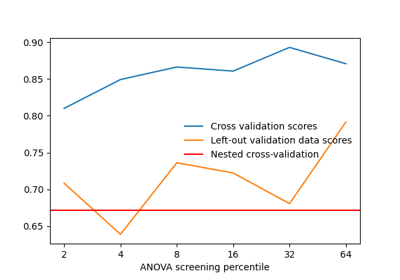 0.90
0.85
0.80
0.75
0.70
0.65
Cross validation scores
Left-out validation data scores
Nested cross-validation
2 4 8 16 32 64
ANOVA screening percentile